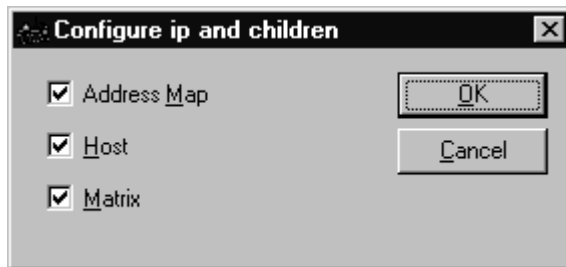 Configure ip and children
Address Map
OK
Host
Cancel
Matrix